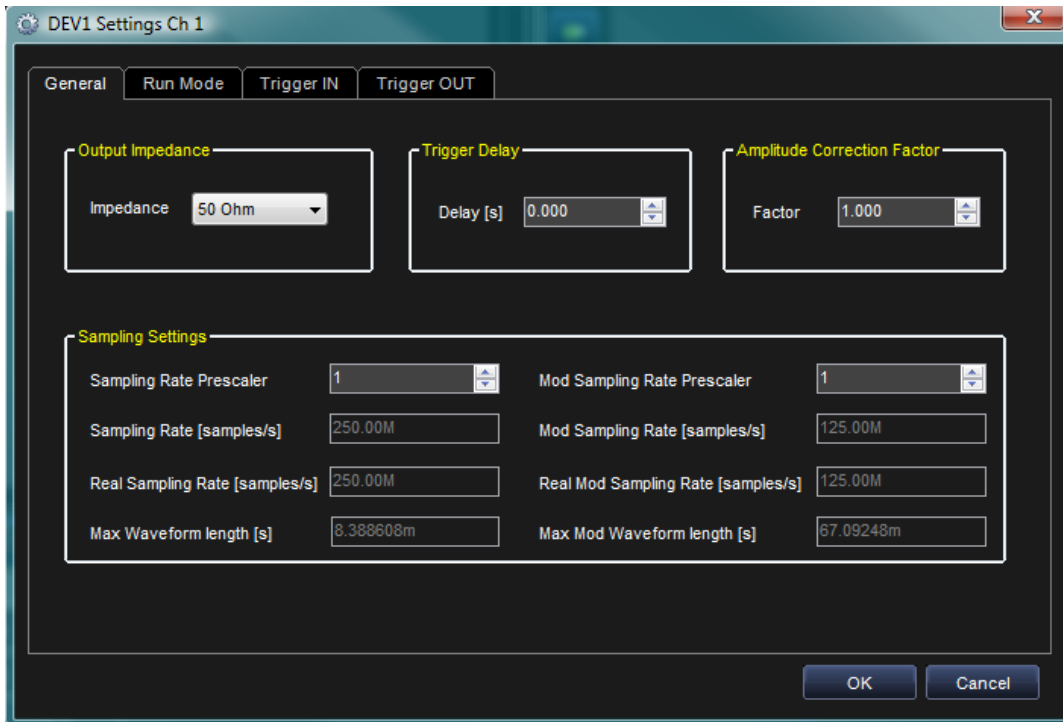 DEV1 Settings Ch 1
General Run Mode Trigger IN Trigger OUT
Output Impedance Trigger Delay Amplitude Correction Factor
Impedance 50 Ohm Delay [s] 0.000 Factor 1.000
Sampling Settings
Sampling Rate Prescaler 1 Mod Sampling Rate Prescaler 1
Sampling Rate [samples/s] 250.00M Mod Sampling Rate [samples/s] 125.00M
Real Sampling Rate [samples/s] 250.00M Real Mod Sampling Rate [samples/s] 125.00M
Max Waveform length [s] 8.388608m Max Mod Waveform length [s] 67.09248m
OK Cancel